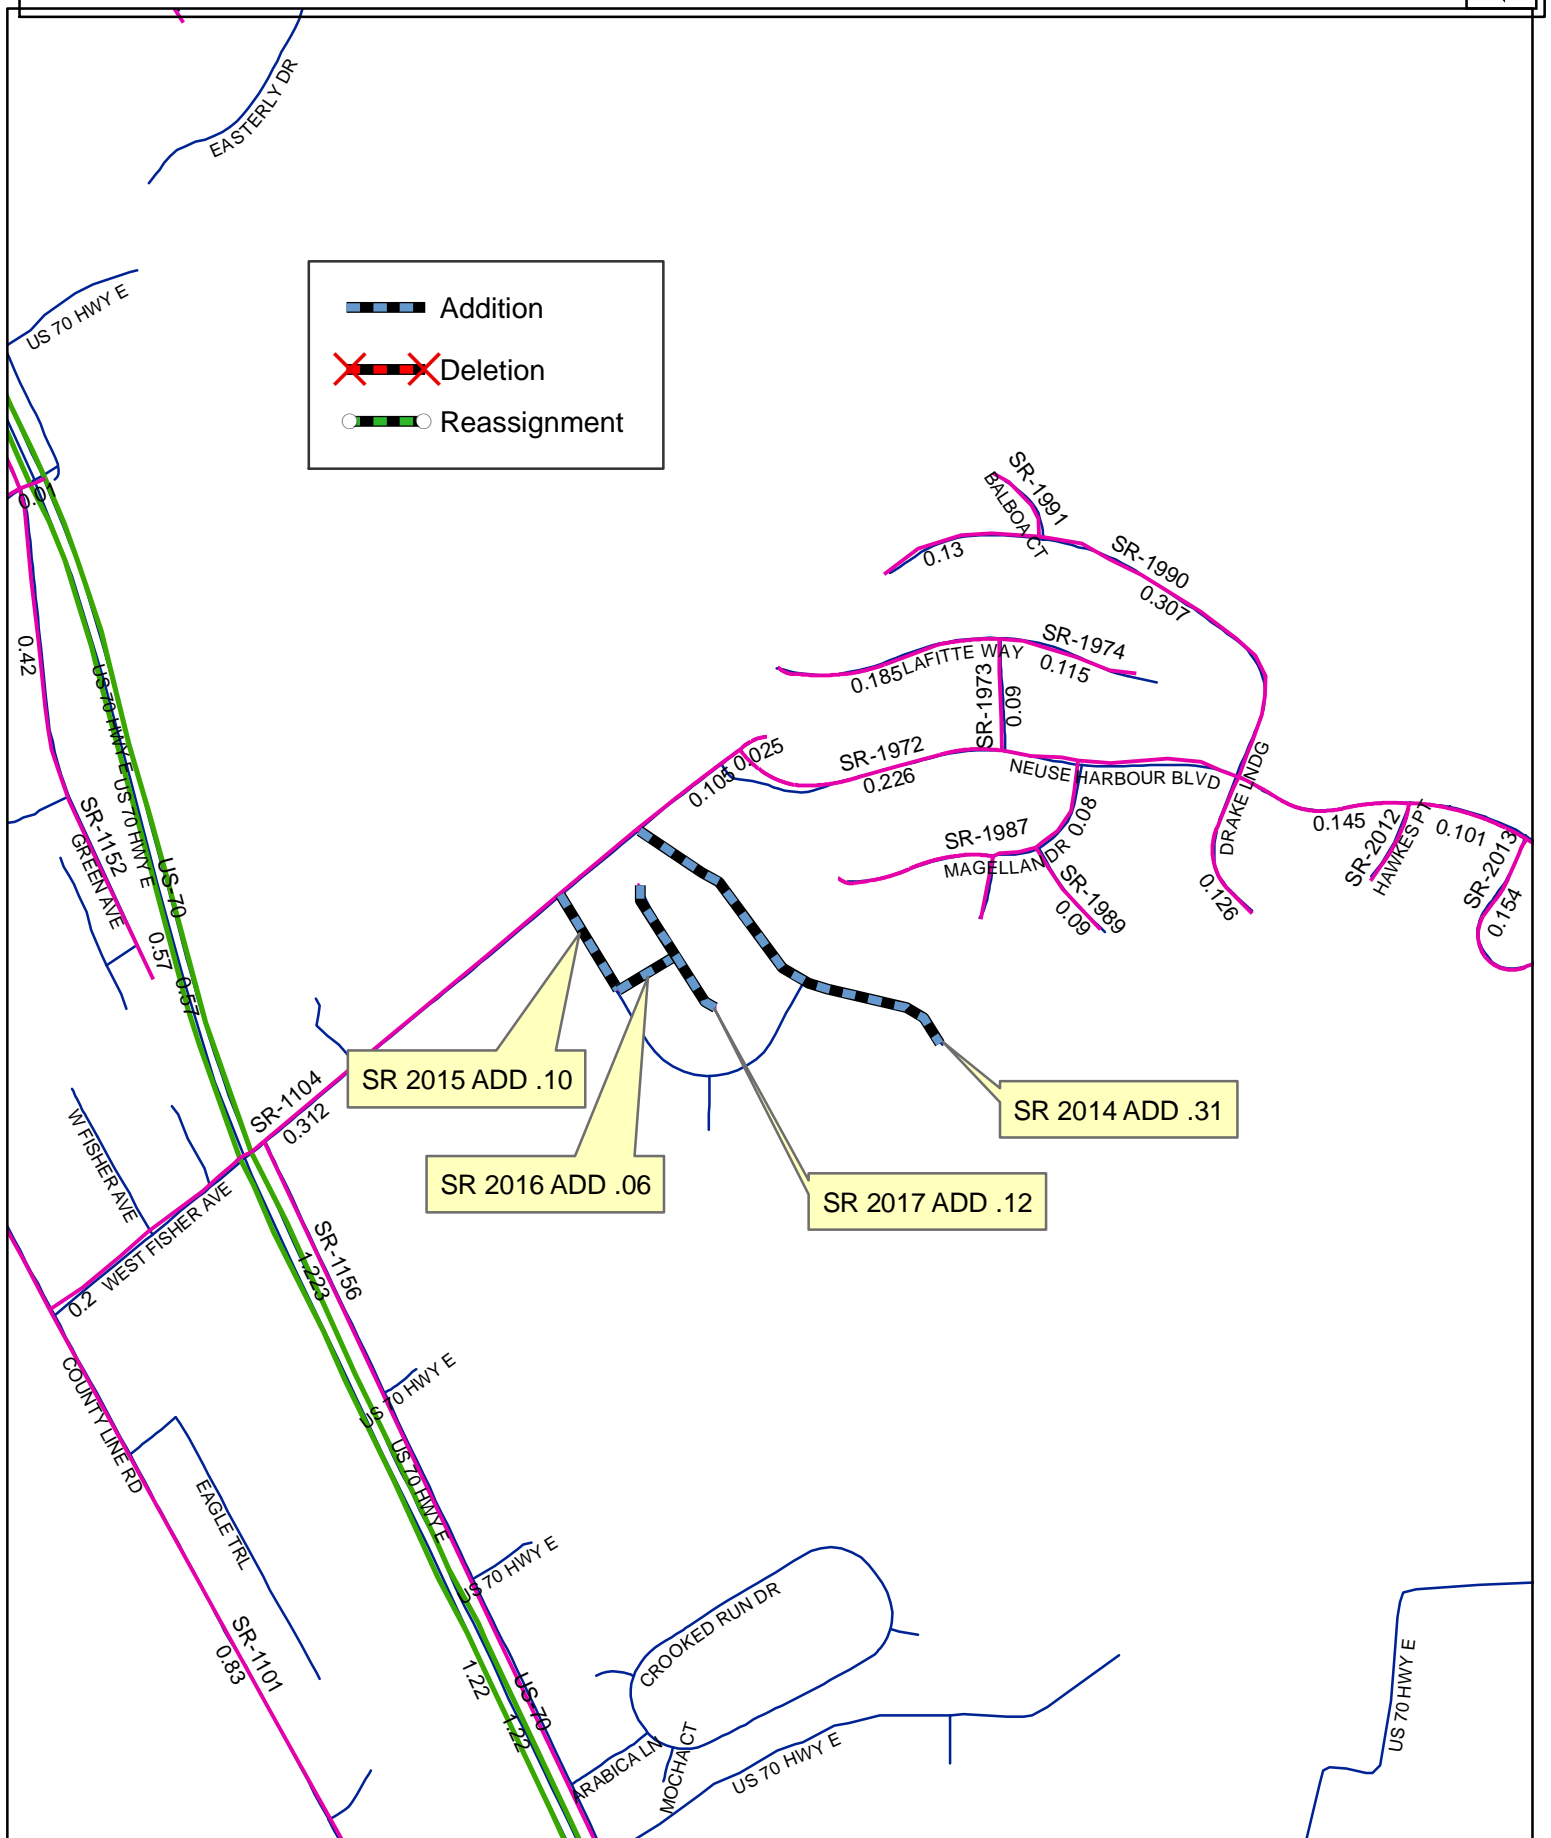 EASTERLY DR
US 70 HWY E
Addition
Deletion
Reassignment
0.01
SR-1991
BALBOA CT
0.13
SR-1990
0.307
0.42
SR-1974
LAFITTE WAY
0.115
0.185
SR-1973
0.09
US 70 HWY E
US 70 HWY E
0.025
0.105
SR-1972
0.226
NEUSE HARBOUR BLVD
DRAKE LNDG
SR-1152
GREEN AVE
US-70
0.57
0.57
0.08
SR-1987
MAGELLAN DR
SR-1989
0.09
0.126
0.145
SR-2012
HAWKES PT
0.101
SR-2013
0.154
SR 2015 ADD .10
SR 2014 ADD .31
SR 2016 ADD .06
SR 2017 ADD .12
SR-1104
0.312
W FISHER AVE
WEST FISHER AVE
0.2
SR-1156
1.223
COUNTY LINE RD
US 70 HWY E
US 70 HWY E
EAGLE TRL
US 70 HWY E
SR-1101
0.83
CROOKED RUN DR
1.22
US-70
1.22
ARABICA LN
MOCHA CT
US 70 HWY E
US 70 HWY E